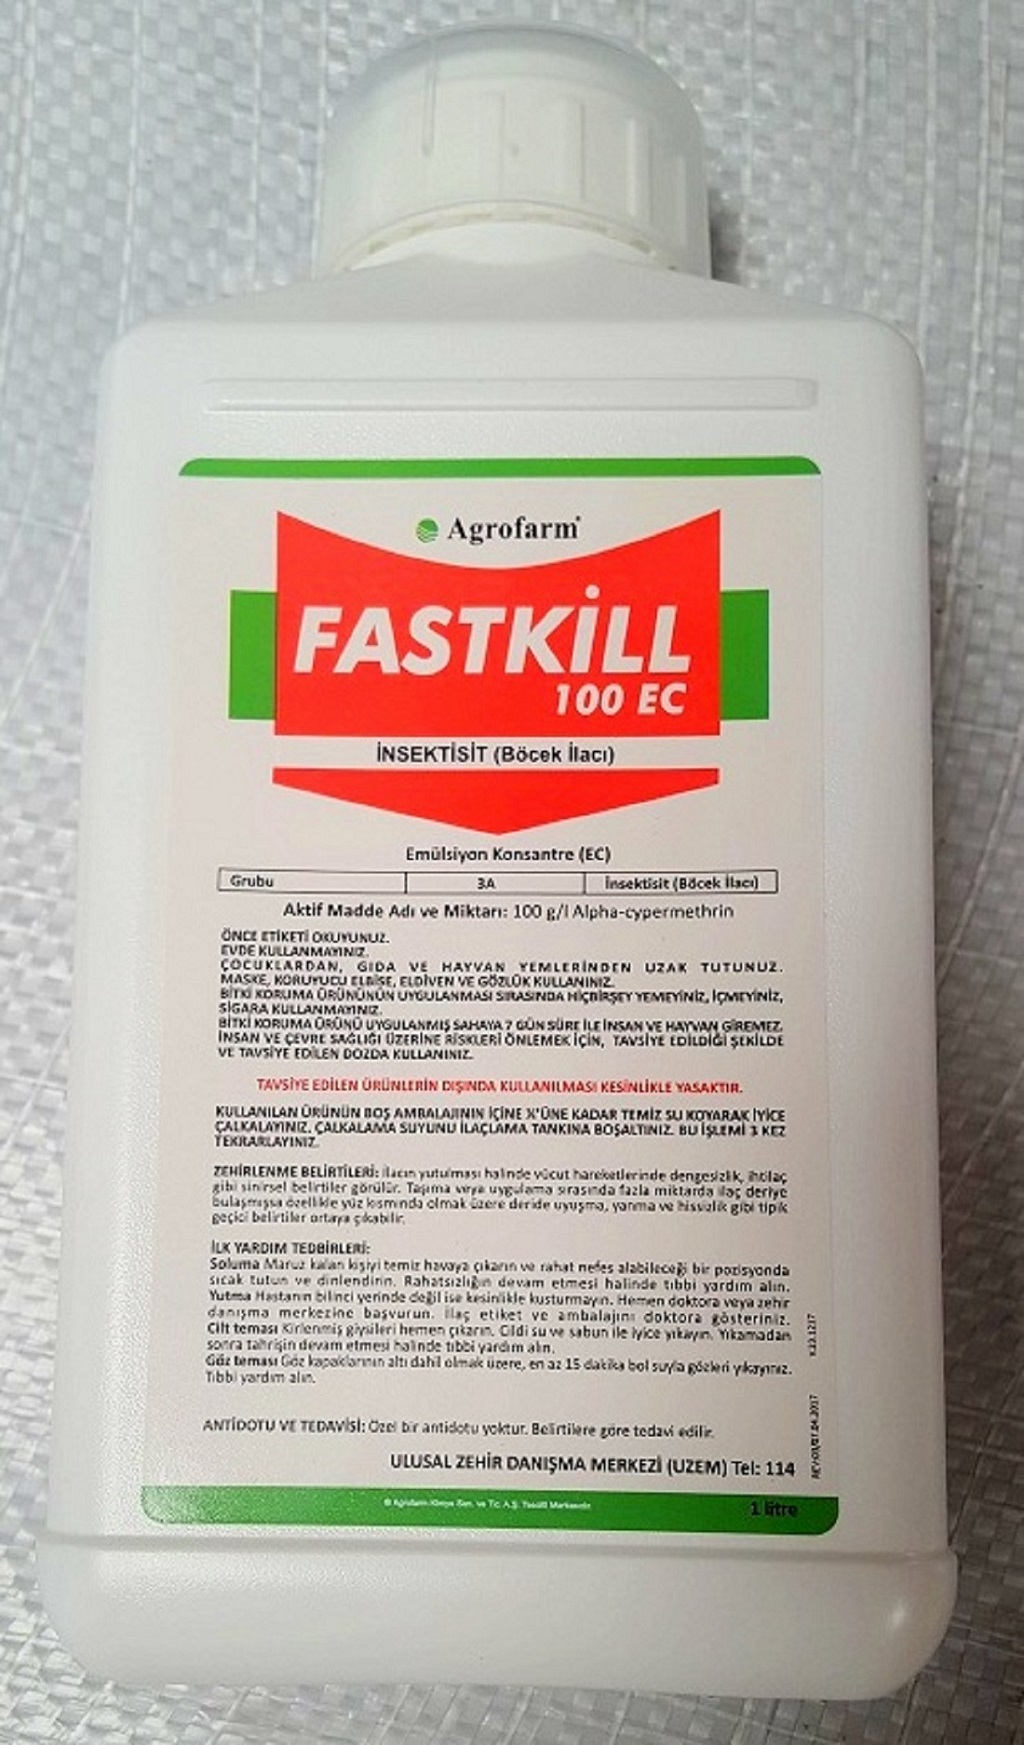 Agrofarm®
FASTKİLL
100 EC
İNSEKTİSİT (Böcek İlacı)
Emülsiyon Konsantre (EC)
Grubu 3A İnsektisit (Böcek İlacı)
Aktif Madde Adı ve Miktarı: 100 g/l Alpha-cypermethrin
ÖNCE ETİKETİ OKUYUNUZ.
EVDE KULLANMAYINIZ.
ÇOCUKLARDAN, GIDA VE HAYVAN YEMLERİNDEN UZAK TUTUNUZ.
MASKE, KORUYUCU ELBİSE, ELDİVEN VE GÖZLÜK KULLANINIZ.
BİTKİ KORUMA ÜRÜNÜNÜN UYGULANMASI SIRASINDA HİÇBİRŞEY YEMEYİNİZ, İÇMEYİNİZ,
SİGARA KULLANMAYINIZ.
BİTKİ KORUMA ÜRÜNÜ UYGULANMIŞ SAHAYA 7 GÜN SÜRE İLE İNSAN VE HAYVAN GİREMEZ.
İNSAN VE ÇEVRE SAĞLIĞI ÜZERİNE RİSKLERİ ÖNLEMEK İÇİN, TAVSİYE EDİLDİĞİ ŞEKİLDE
VE TAVSİYE EDİLEN DOZDA KULLANINIZ.
TAVSİYE EDİLEN ÜRÜNLERİN DIŞINDA KULLANILMASI KESİNLİKLE YASAKTIR.
KULLANILAN ÜRÜNÜN BOŞ AMBALAJININ İÇİNE ¼'ÜNE KADAR TEMİZ SU KOYARAK İYİCE
ÇALKALAYINIZ. ÇALKALAMA SUYUNU İLAÇLAMA TANKINA BOŞALTINIZ. BU İŞLEMİ 3 KEZ
TEKRARLAYINIZ.
ZEHİRLENME BELİRTİLERİ: İlacın yutulması halinde vücut hareketlerinde dengesizlik, ihtilaç
gibi sinirsel belirtiler görülür. Taşıma veya uygulama sırasında fazla miktarda ilaç deriye
bulaşmışsa özellikle yüz kısmında olmak üzere deride uyuşma, yanma ve hissizlik gibi tipik
geçici belirtiler ortaya çıkabilir.
İLK YARDIM TEDBİRLERİ:
Soluma Maruz kalan kişiyi temiz havaya çıkarın ve rahat nefes alabileceği bir pozisyonda
sıcak tutun ve dinlendirin. Rahatsızlığın devam etmesi halinde tıbbi yardım alın.
Yutma Hastanın bilinci yerinde değil ise kesinlikle kusturmayın. Hemen doktora veya zehir
danışma merkezine başvurun. İlaç etiket ve ambalajını doktora gösteriniz.
Cilt teması Kirlenmiş giysileri hemen çıkarın. Cildi su ve sabun ile iyice yıkayın. Yıkamadan
sonra tahrişin devam etmesi halinde tıbbi yardım alın.
Göz teması Göz kapaklarının altı dahil olmak üzere, en az 15 dakika bol suyla gözleri yıkayınız.
Tıbbi yardım alın.
ANTİDOTU VE TEDAVİSİ: Özel bir antidotu yoktur. Belirtilere göre tedavi edilir.
ULUSAL ZEHİR DANIŞMA MERKEZİ (UZEM) Tel: 114
1 litre